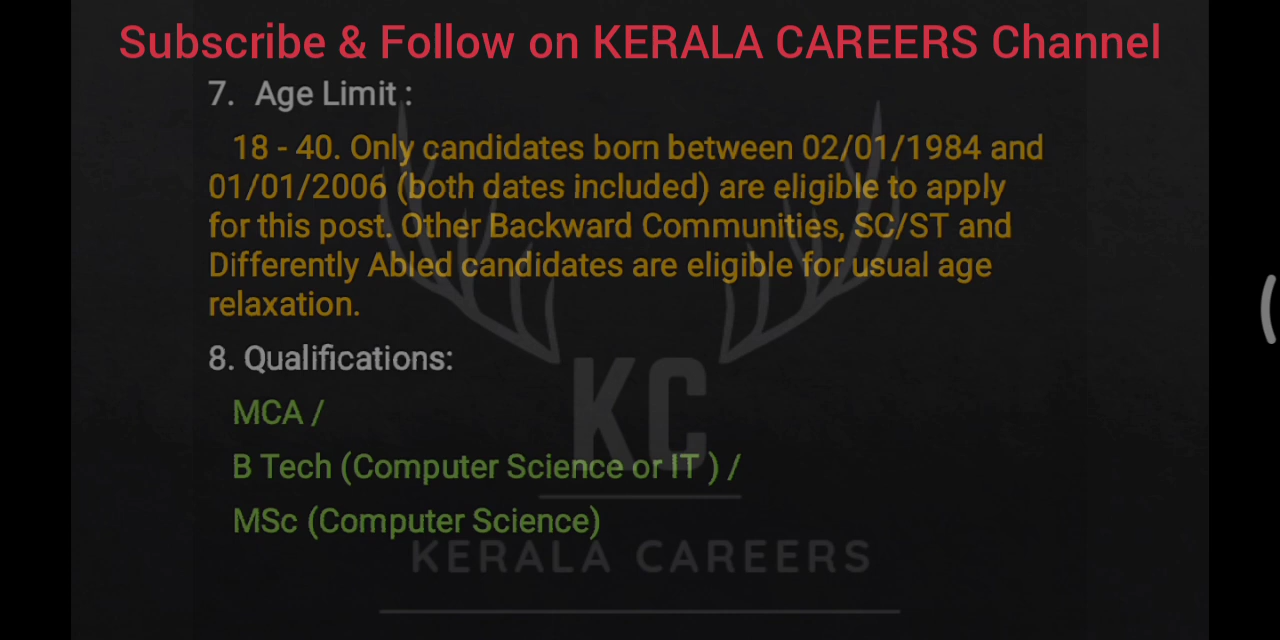 Subscribe & Follow on KERALA CAREERS Channel
7. Age Limit :
18 - 40. Only candidates born between 02/01/1984 and
01/01/2006 (both dates included) are eligible to apply
for this post. Other Backward Communities, SC/ST and
Differently Abled candidates are eligible for usual age
relaxation.
8. Qualifications:
MCA /
B Tech (Computer Science or IT ) /
MSc (Computer Science)
KC
KERALA CAREERS